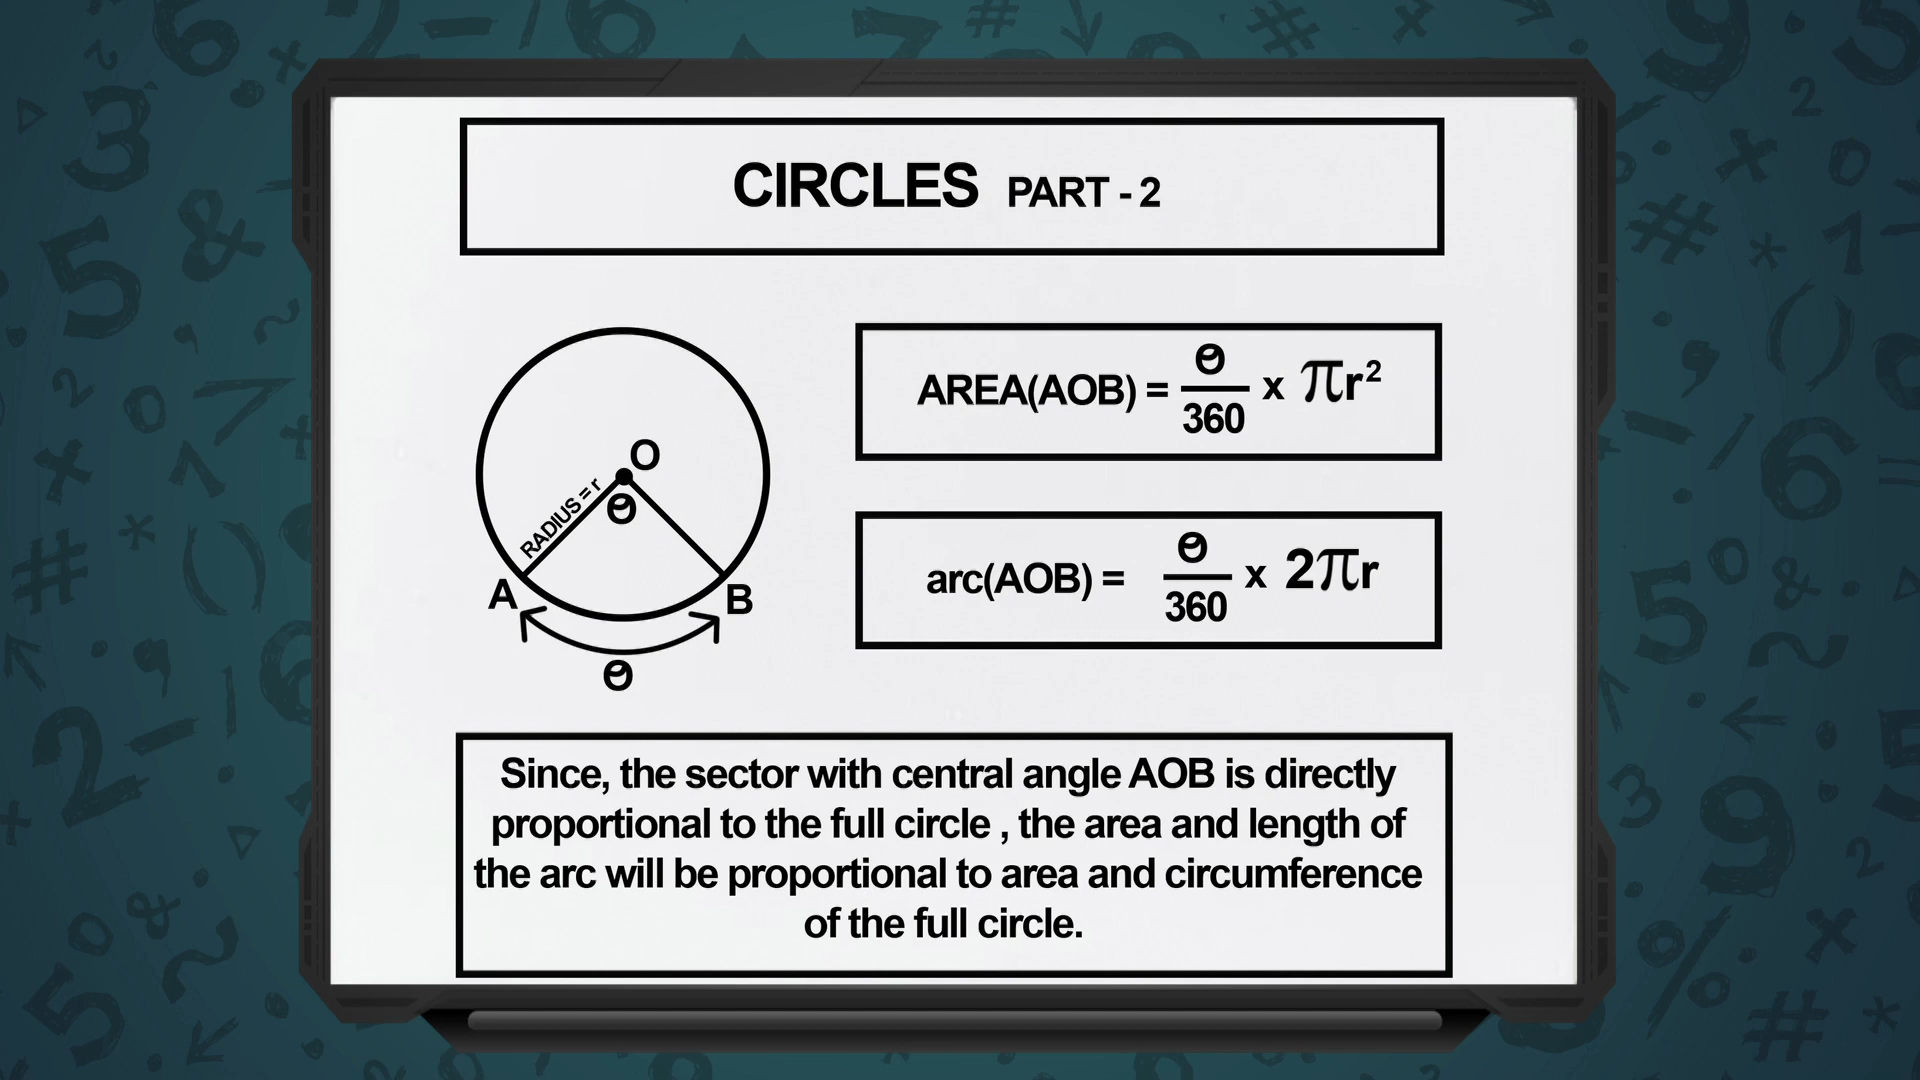 CIRCLES PART - 2
O
RADIUS = r
Θ
A
B
Θ
AREA(AOB) = Θ/360 x πr²
arc(AOB) = Θ/360 x 2πr
Since, the sector with central angle AOB is directly
proportional to the full circle , the area and length of
the arc will be proportional to area and circumference
of the full circle.